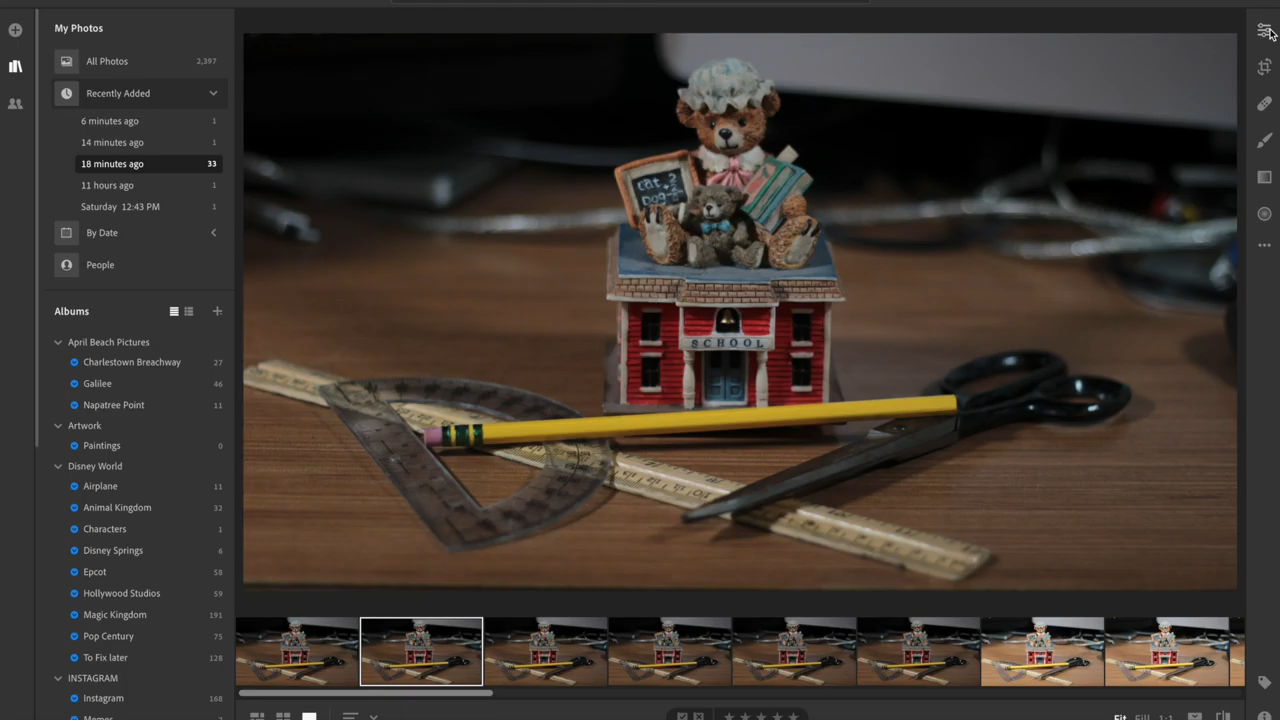 My Photos
All Photos 2,397
Recently Added
6 minutes ago 1
14 minutes ago 1
18 minutes ago 33
11 hours ago 1
Saturday 12:43 PM 1
By Date
People
Albums
April Beach Pictures
Charlestown Breachway 27
Galilee 46
Napatree Point 11
Artwork
Paintings 0
Disney World
Airplane 11
Animal Kingdom 32
Characters 1
Disney Springs 6
Epcot 58
Hollywood Studios 59
Magic Kingdom 191
Pop Century 75
To Fix later 128
INSTAGRAM
Instagram 168
cat
dog
SCHOOL
Fit Fill 1:1